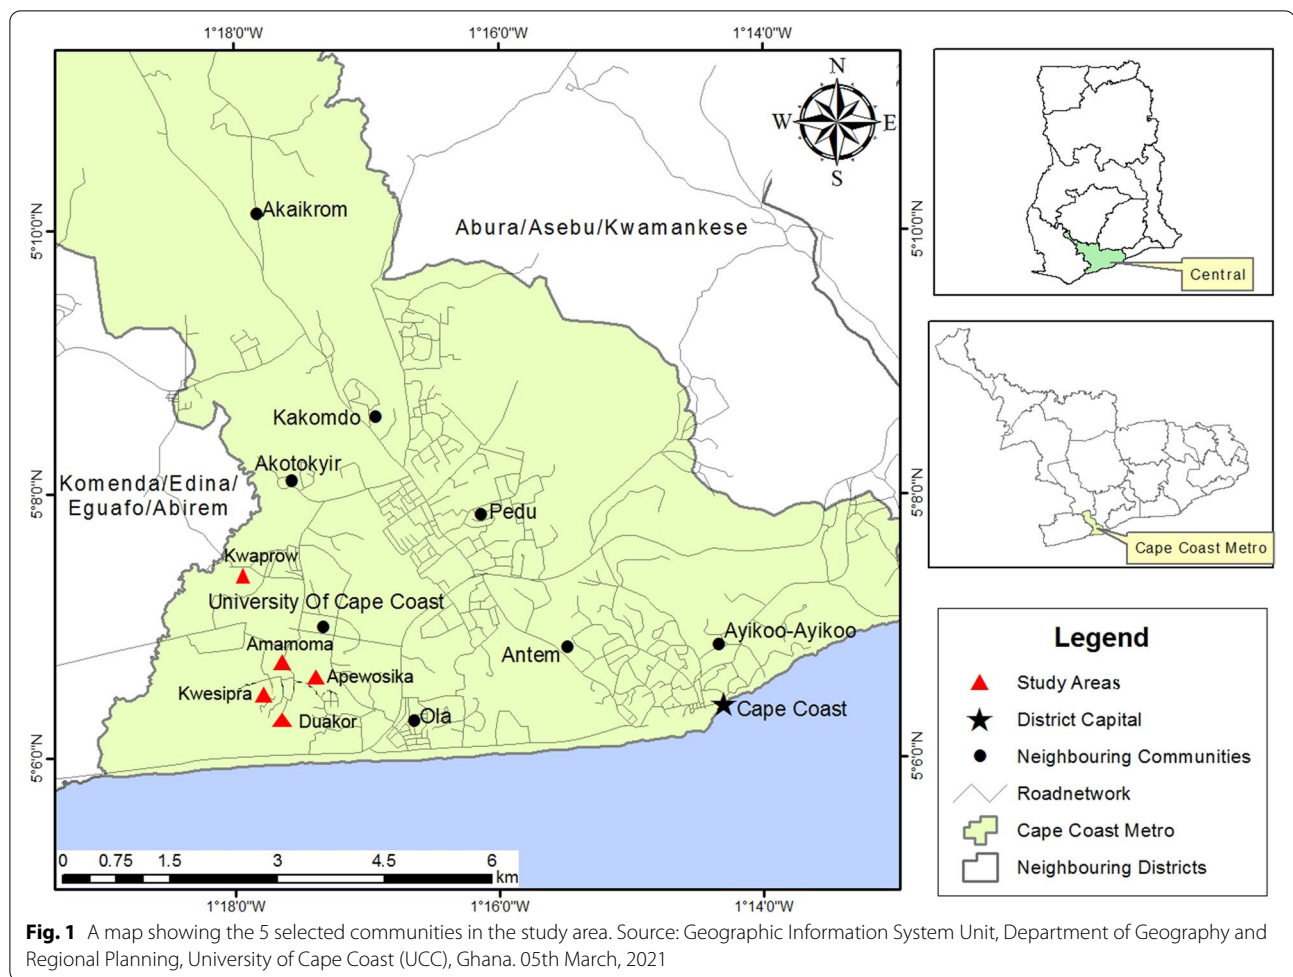 1°18'0"W
1°16'0"W
1°14'0"W
N
W
E
S
Akaikrom
Abura/Asebu/Kwamankese
5°10'0"N
5°10'0"N
Central
Kakomdo
Akotokyir
Komenda/Edina/
Eguafo/Abirem
5°8'0"N
5°8'0"N
Pedu
Cape Coast Metro
Kwaprow
University Of Cape Coast
Amamoma
Ayikoo-Ayikoo
Antem
Apewosika
Kwesipra
Duakor
Ola
Cape Coast
5°6'0"N
5°6'0"N
Legend
Study Areas
District Capital
Neighbouring Communities
Roadnetwork
Cape Coast Metro
Neighbouring Districts
0 0.75 1.5 3 4.5 6
km
1°18'0"W
1°16'0"W
1°14'0"W
Fig. 1 A map showing the 5 selected communities in the study area. Source: Geographic Information System Unit, Department of Geography and
Regional Planning, University of Cape Coast (UCC), Ghana. 05th March, 2021